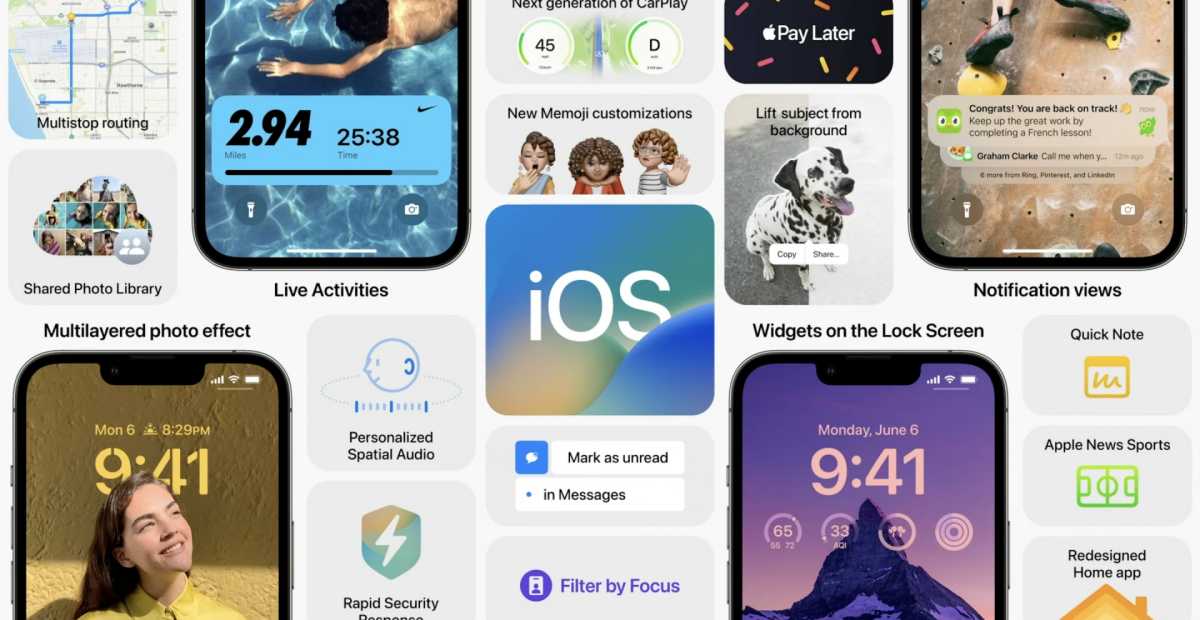 Multistop routing
Shared Photo Library
2.94
Miles
25:38
Time
Live Activities
Next generation of CarPlay
45
D
New Memoji customizations
iOS
Pay Later
Lift subject from
background
Copy
Share...
Congrats! You are back on track! 👋
now
Keep up the great work by
completing a French lesson!
Graham Clarke Call me when y...
12m ago
6 more from Ring, Pinterest, and LinkedIn
Notification views
Multilayered photo effect
Mon 6 8:29PM
9:41
Personalized
Spatial Audio
Rapid Security
Response
Mark as unread
in Messages
Filter by Focus
Widgets on the Lock Screen
Monday, June 6
9:41
65
55 72
33
AQI
Quick Note
Apple News Sports
Redesigned
Home app